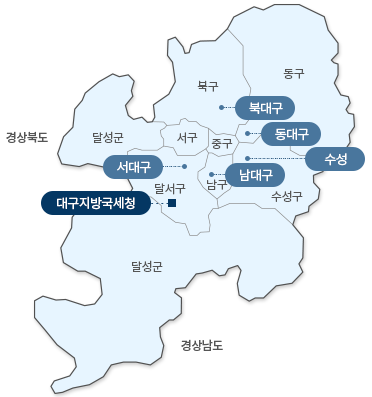 동구
북구
북대구
동대구
경상북도
달성군
서구
중구
수성
서대구
남대구
달서구
남구
수성구
대구지방국세청
달성군
경상남도